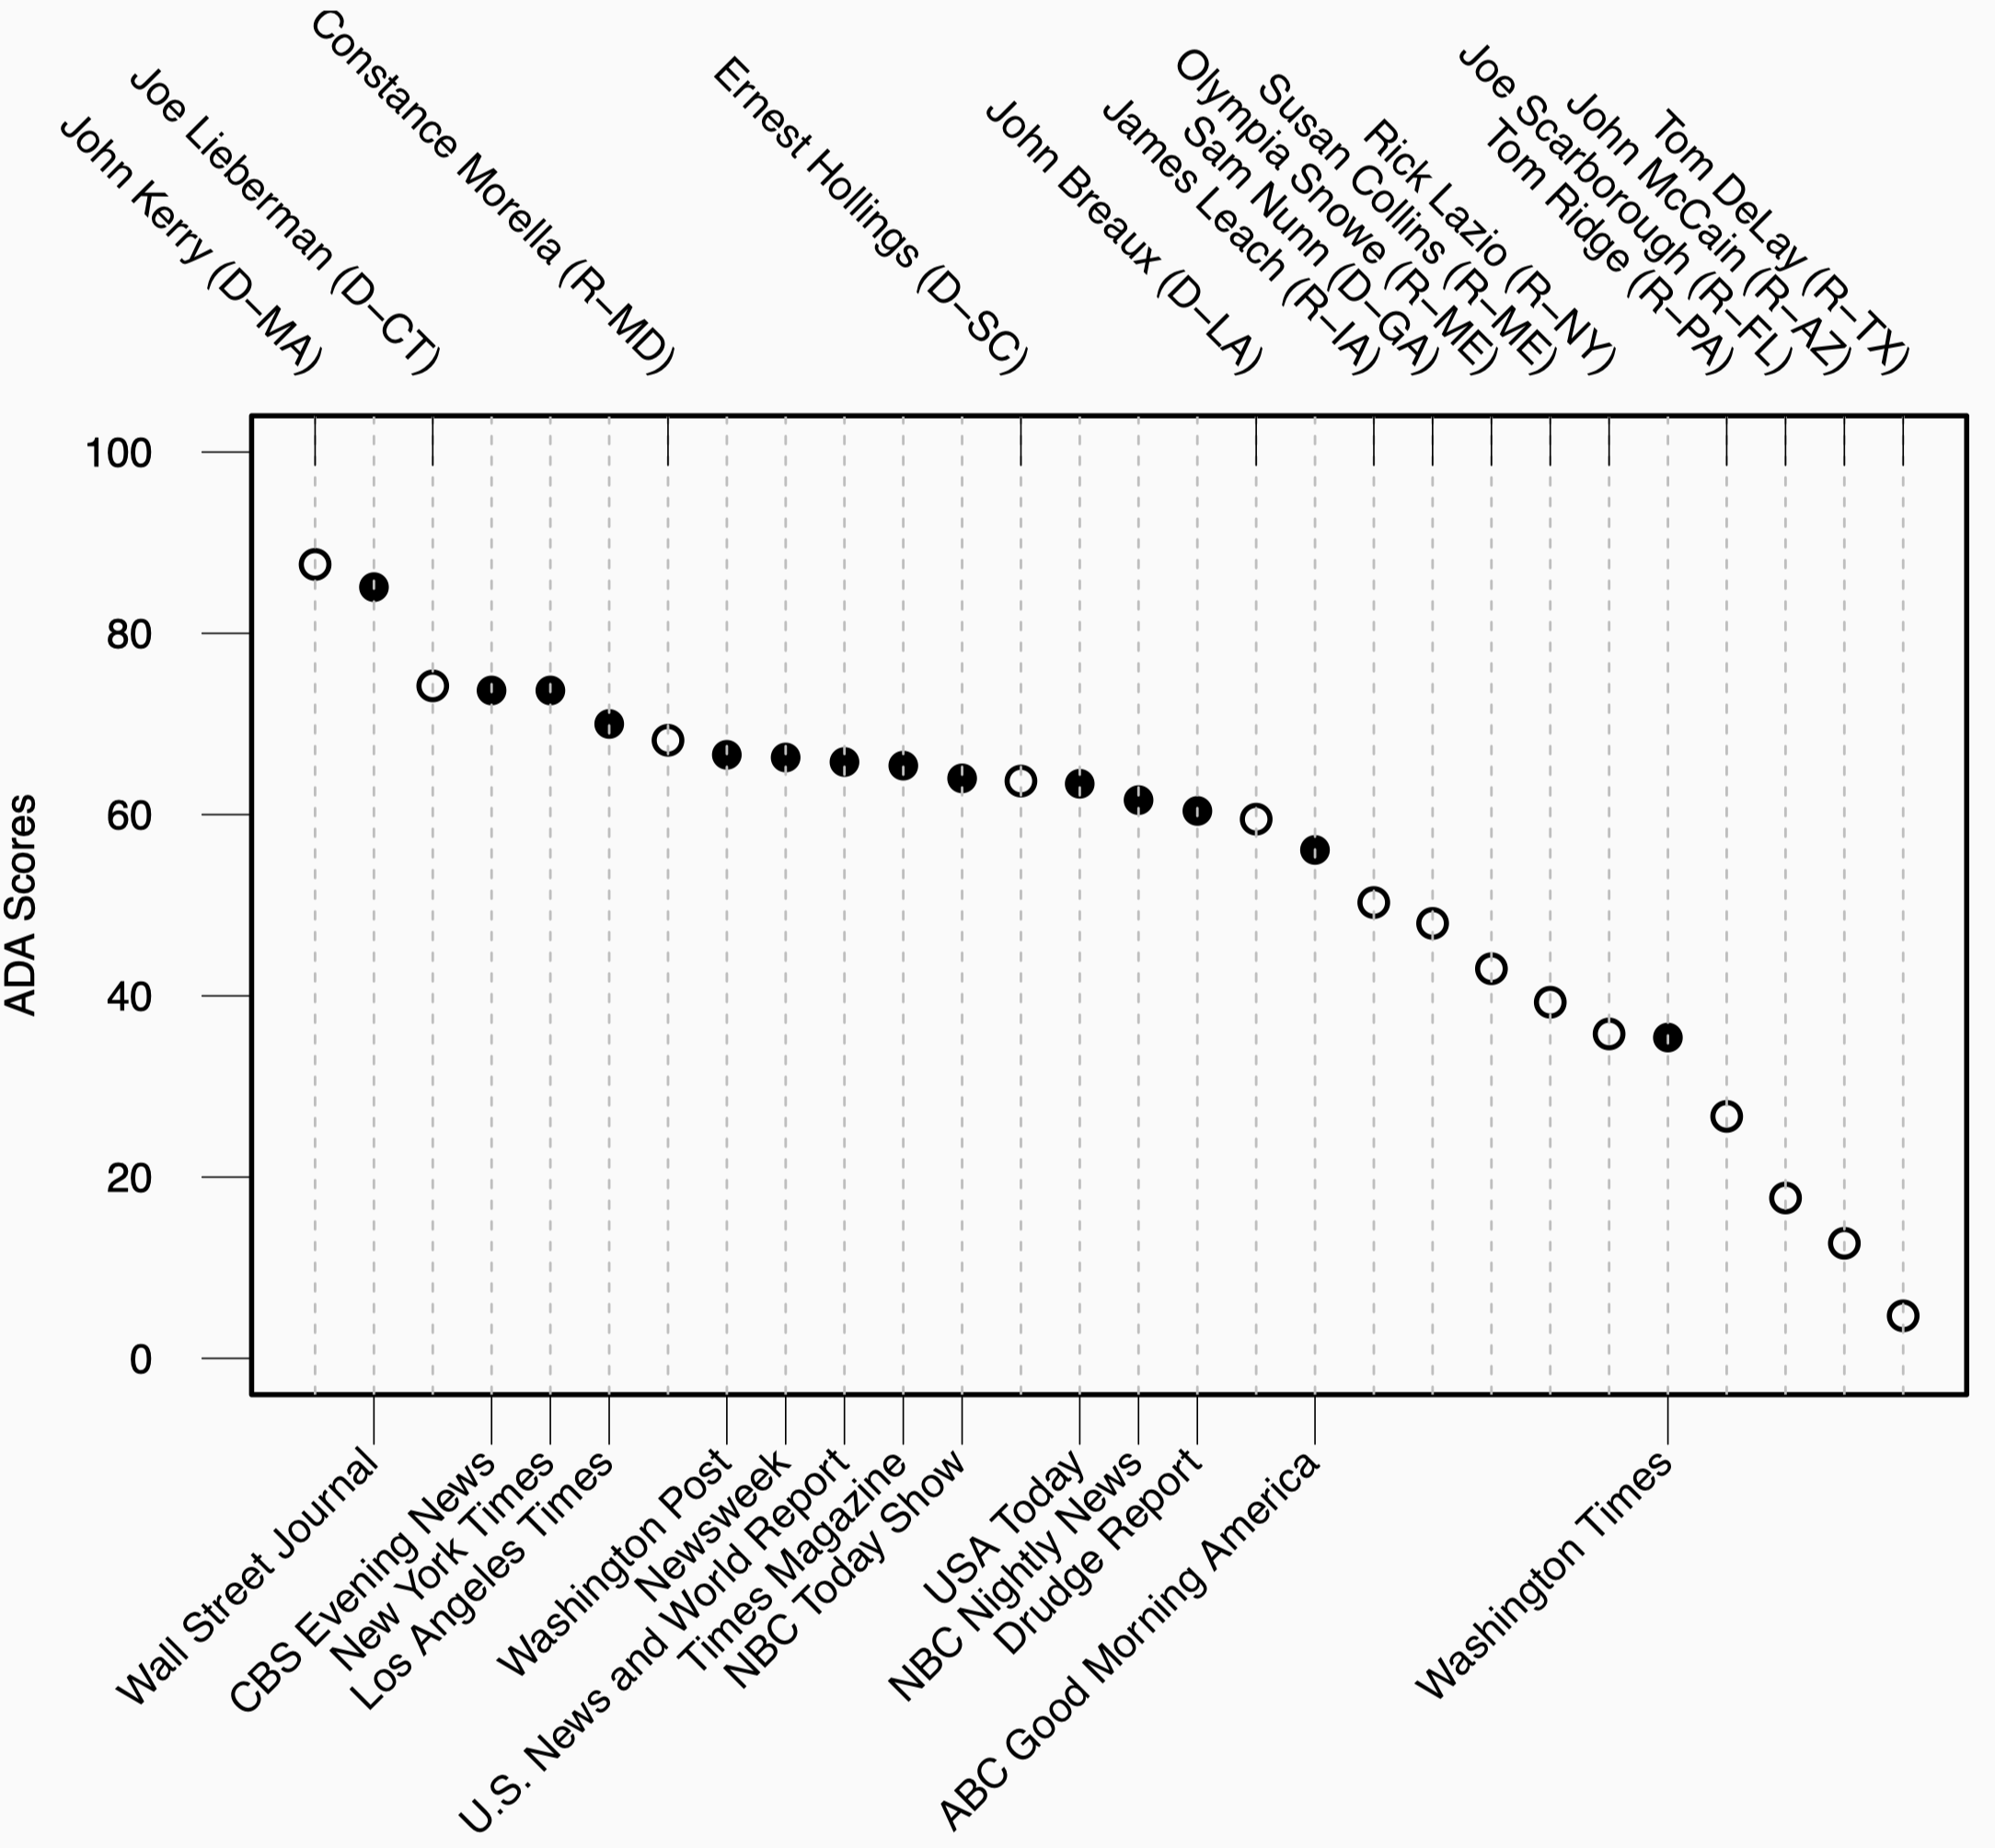 John Kerry (D–MA)
Joe Lieberman (D–CT)
Constance Morella (R–MD)
Ernest Hollings (D–SC)
John Breaux (D–LA)
James Leach (R–IA)
Sam Nunn (D–GA)
Olympia Snowe (R–ME)
Susan Collins (R–ME)
Rick Lazio (R–NY)
Tom Ridge (R–PA)
Joe Scarborough (R–FL)
John McCain (R–AZ)
Tom DeLay (R–TX)
ADA Scores
100
80
60
40
20
0
Wall Street Journal
CBS Evening News
New York Times
Los Angeles Times
Washington Post
Newsweek
U.S. News and World Report
Times Magazine
NBC Today Show
USA Today
NBC Nightly News
Drudge Report
ABC Good Morning America
Washington Times